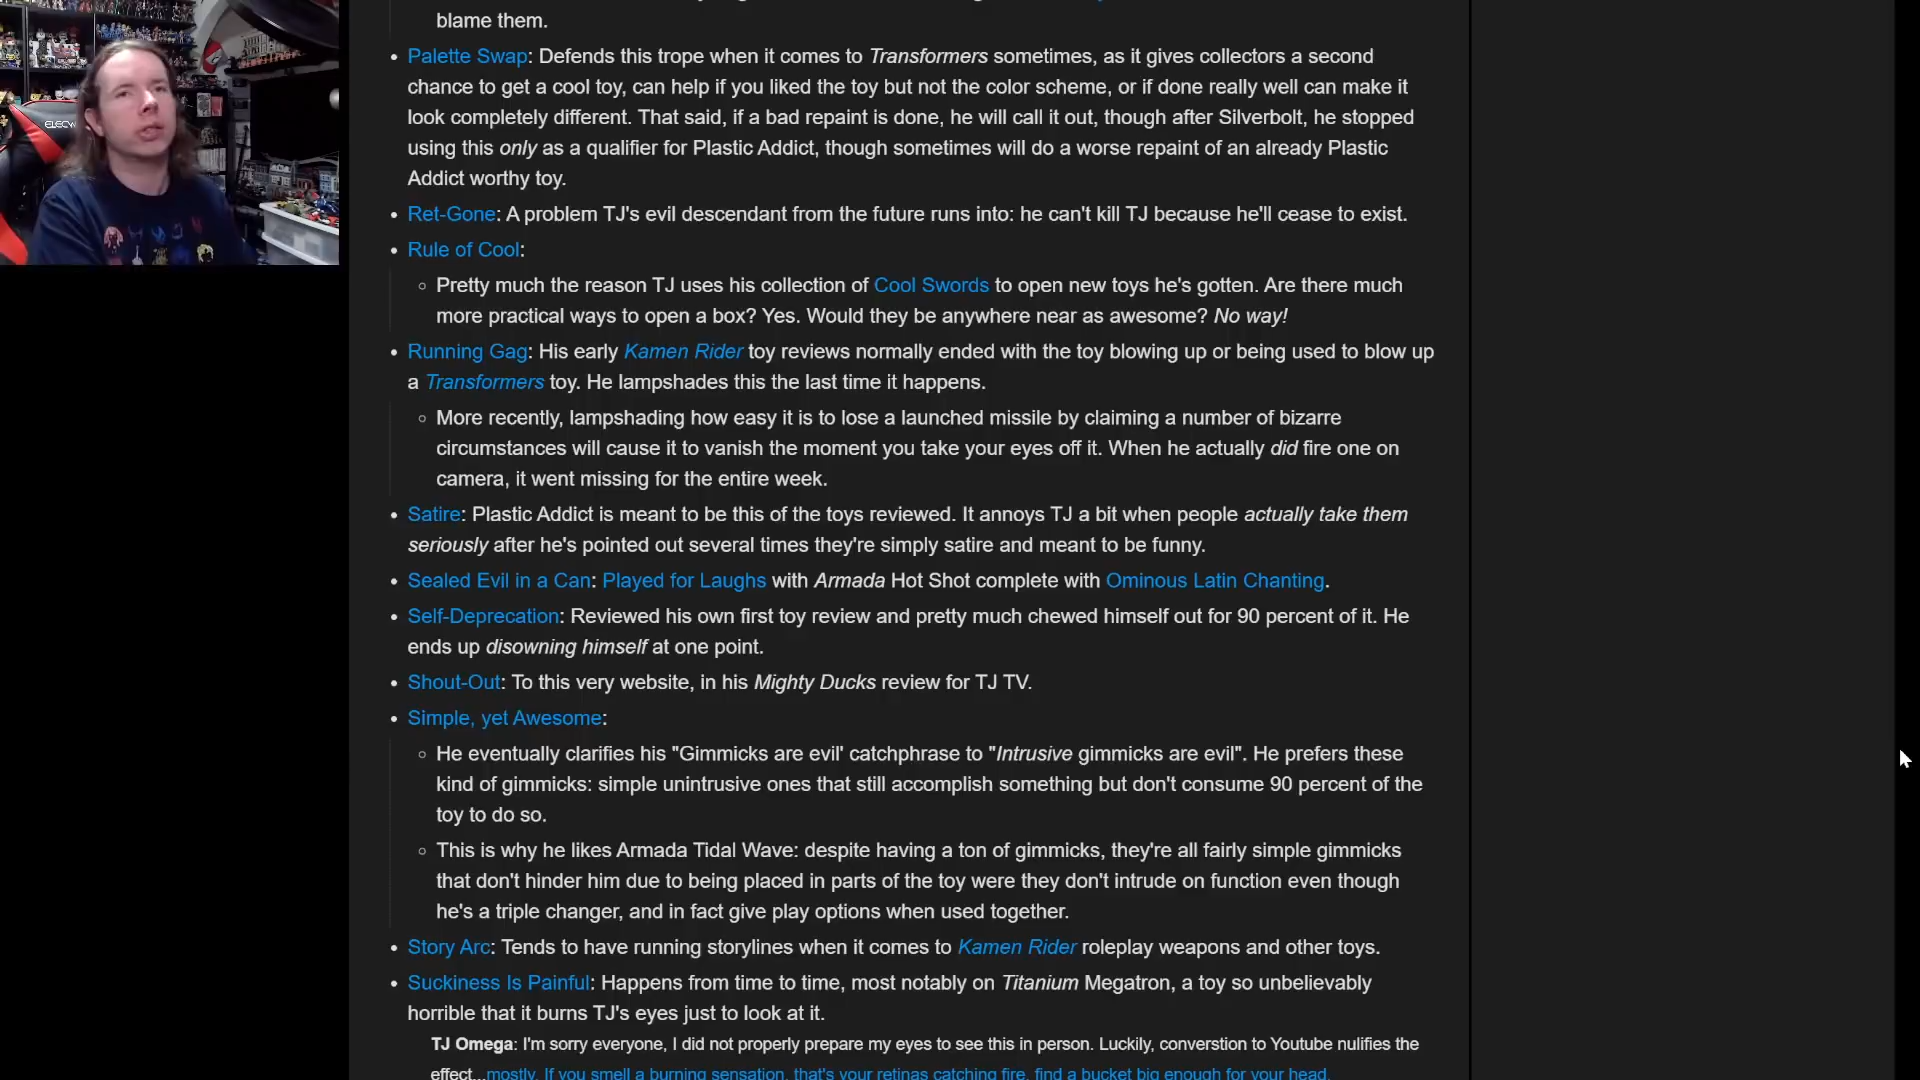 blame them.
• Palette Swap: Defends this trope when it comes to Transformers sometimes, as it gives collectors a second
chance to get a cool toy, can help if you liked the toy but not the color scheme, or if done really well can make it
look completely different. That said, if a bad repaint is done, he will call it out, though after Silverbolt, he stopped
using this only as a qualifier for Plastic Addict, though sometimes will do a worse repaint of an already Plastic
Addict worthy toy.
• Ret-Gone: A problem TJ's evil descendant from the future runs into: he can't kill TJ because he'll cease to exist.
• Rule of Cool:
◦ Pretty much the reason TJ uses his collection of Cool Swords to open new toys he's gotten. Are there much
more practical ways to open a box? Yes. Would they be anywhere near as awesome? No way!
• Running Gag: His early Kamen Rider toy reviews normally ended with the toy blowing up or being used to blow up
a Transformers toy. He lampshades this the last time it happens.
◦ More recently, lampshading how easy it is to lose a launched missile by claiming a number of bizarre
circumstances will cause it to vanish the moment you take your eyes off it. When he actually did fire one on
camera, it went missing for the entire week.
• Satire: Plastic Addict is meant to be this of the toys reviewed. It annoys TJ a bit when people actually take them
seriously after he's pointed out several times they're simply satire and meant to be funny.
• Sealed Evil in a Can: Played for Laughs with Armada Hot Shot complete with Ominous Latin Chanting.
• Self-Deprecation: Reviewed his own first toy review and pretty much chewed himself out for 90 percent of it. He
ends up disowning himself at one point.
• Shout-Out: To this very website, in his Mighty Ducks review for TJ TV.
• Simple, yet Awesome:
◦ He eventually clarifies his "Gimmicks are evil' catchphrase to "Intrusive gimmicks are evil". He prefers these
kind of gimmicks: simple unintrusive ones that still accomplish something but don't consume 90 percent of the
toy to do so.
◦ This is why he likes Armada Tidal Wave: despite having a ton of gimmicks, they're all fairly simple gimmicks
that don't hinder him due to being placed in parts of the toy were they don't intrude on function even though
he's a triple changer, and in fact give play options when used together.
• Story Arc: Tends to have running storylines when it comes to Kamen Rider roleplay weapons and other toys.
• Suckiness Is Painful: Happens from time to time, most notably on Titanium Megatron, a toy so unbelievably
horrible that it burns TJ's eyes just to look at it.
TJ Omega: I'm sorry everyone, I did not properly prepare my eyes to see this in person. Luckily, converstion to Youtube nulifies the
effect...mostly. If you smell a burning sensation, that's your retinas catching fire, find a bucket big enough for your head.